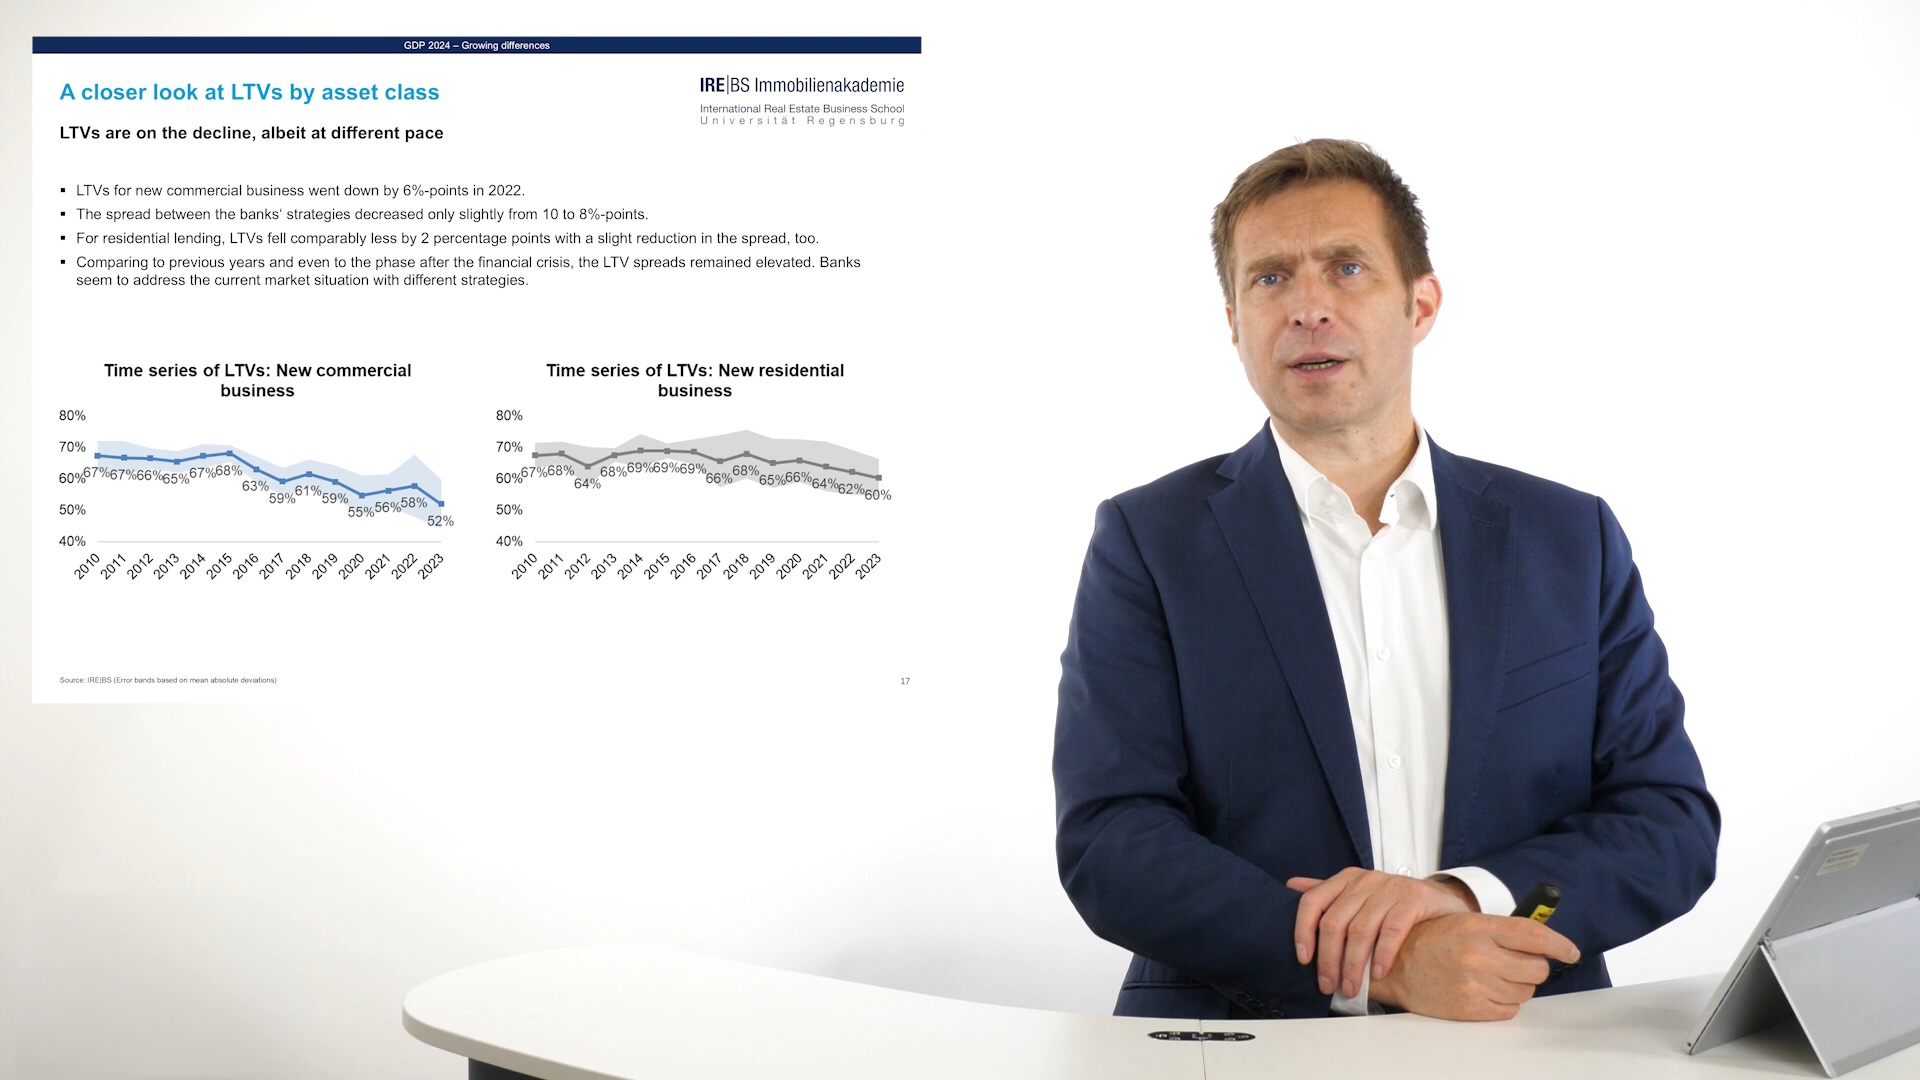 GDP 2024 – Growing differences
A closer look at LTVs by asset class
IRE|BS Immobilienakademie
International Real Estate Business School
Universität Regensburg
LTVs are on the decline, albeit at different pace
▪ LTVs for new commercial business went down by 6%-points in 2022.
▪ The spread between the banks‘ strategies decreased only slightly from 10 to 8%-points.
▪ For residential lending, LTVs fell comparably less by 2 percentage points with a slight reduction in the spread, too.
▪ Comparing to previous years and even to the phase after the financial crisis, the LTV spreads remained elevated. Banks
seem to address the current market situation with different strategies.
Time series of LTVs: New commercial
business
80%
70%
60%
50%
40%
67% 67% 66% 65% 67% 68% 63% 59% 61% 59% 55% 56% 58% 52%
2010 2011 2012 2013 2014 2015 2016 2017 2018 2019 2020 2021 2022 2023
Time series of LTVs: New residential
business
80%
70%
60%
50%
40%
67% 68% 64% 68% 69% 69% 69% 66% 68% 65% 66% 64% 62% 60%
2010 2011 2012 2013 2014 2015 2016 2017 2018 2019 2020 2021 2022 2023
Source: IRE|BS (Error bands based on mean absolute deviations)
17